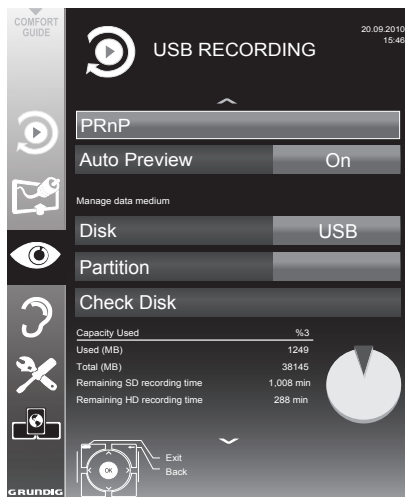 COMFORT
GUIDE
USB RECORDING
20.09.2010
15:46
PRnP
Auto Preview On
Manage data medium
Disk USB
Partition
Check Disk
Capacity Used %3
Used (MB) 1249
Total (MB) 38145
Remaining SD recording time 1,008 min
Remaining HD recording time 288 min
Exit
OK
Back
GRUNDIG